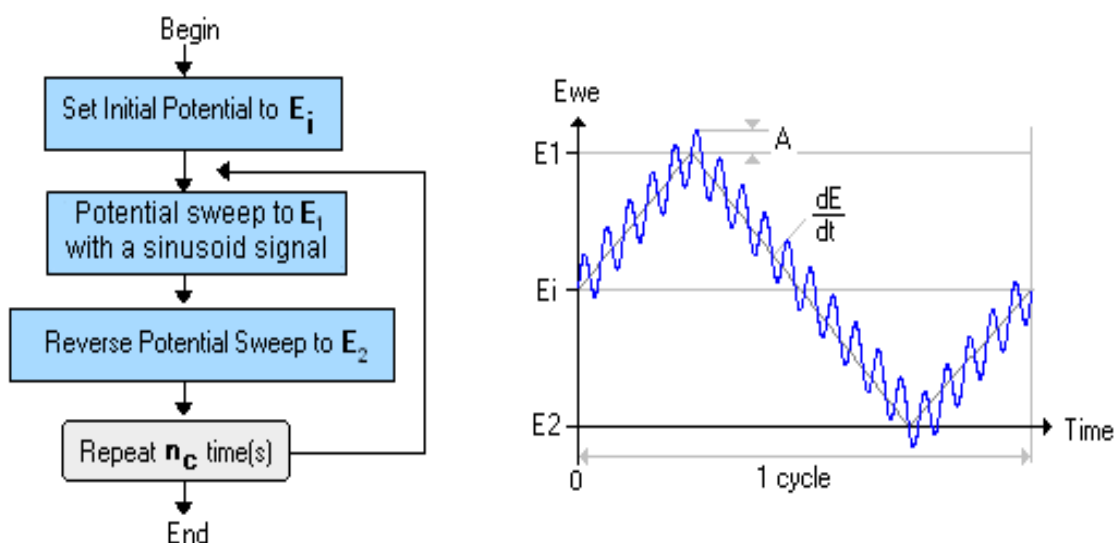 Begin
Set Initial Potential to Ei
Potential sweep to E1
with a sinusoid signal
Reverse Potential Sweep to E2
Repeat nc time(s)
End
Ewe
E1
A
dE
dt
Ei
E2
Time
0
1 cycle